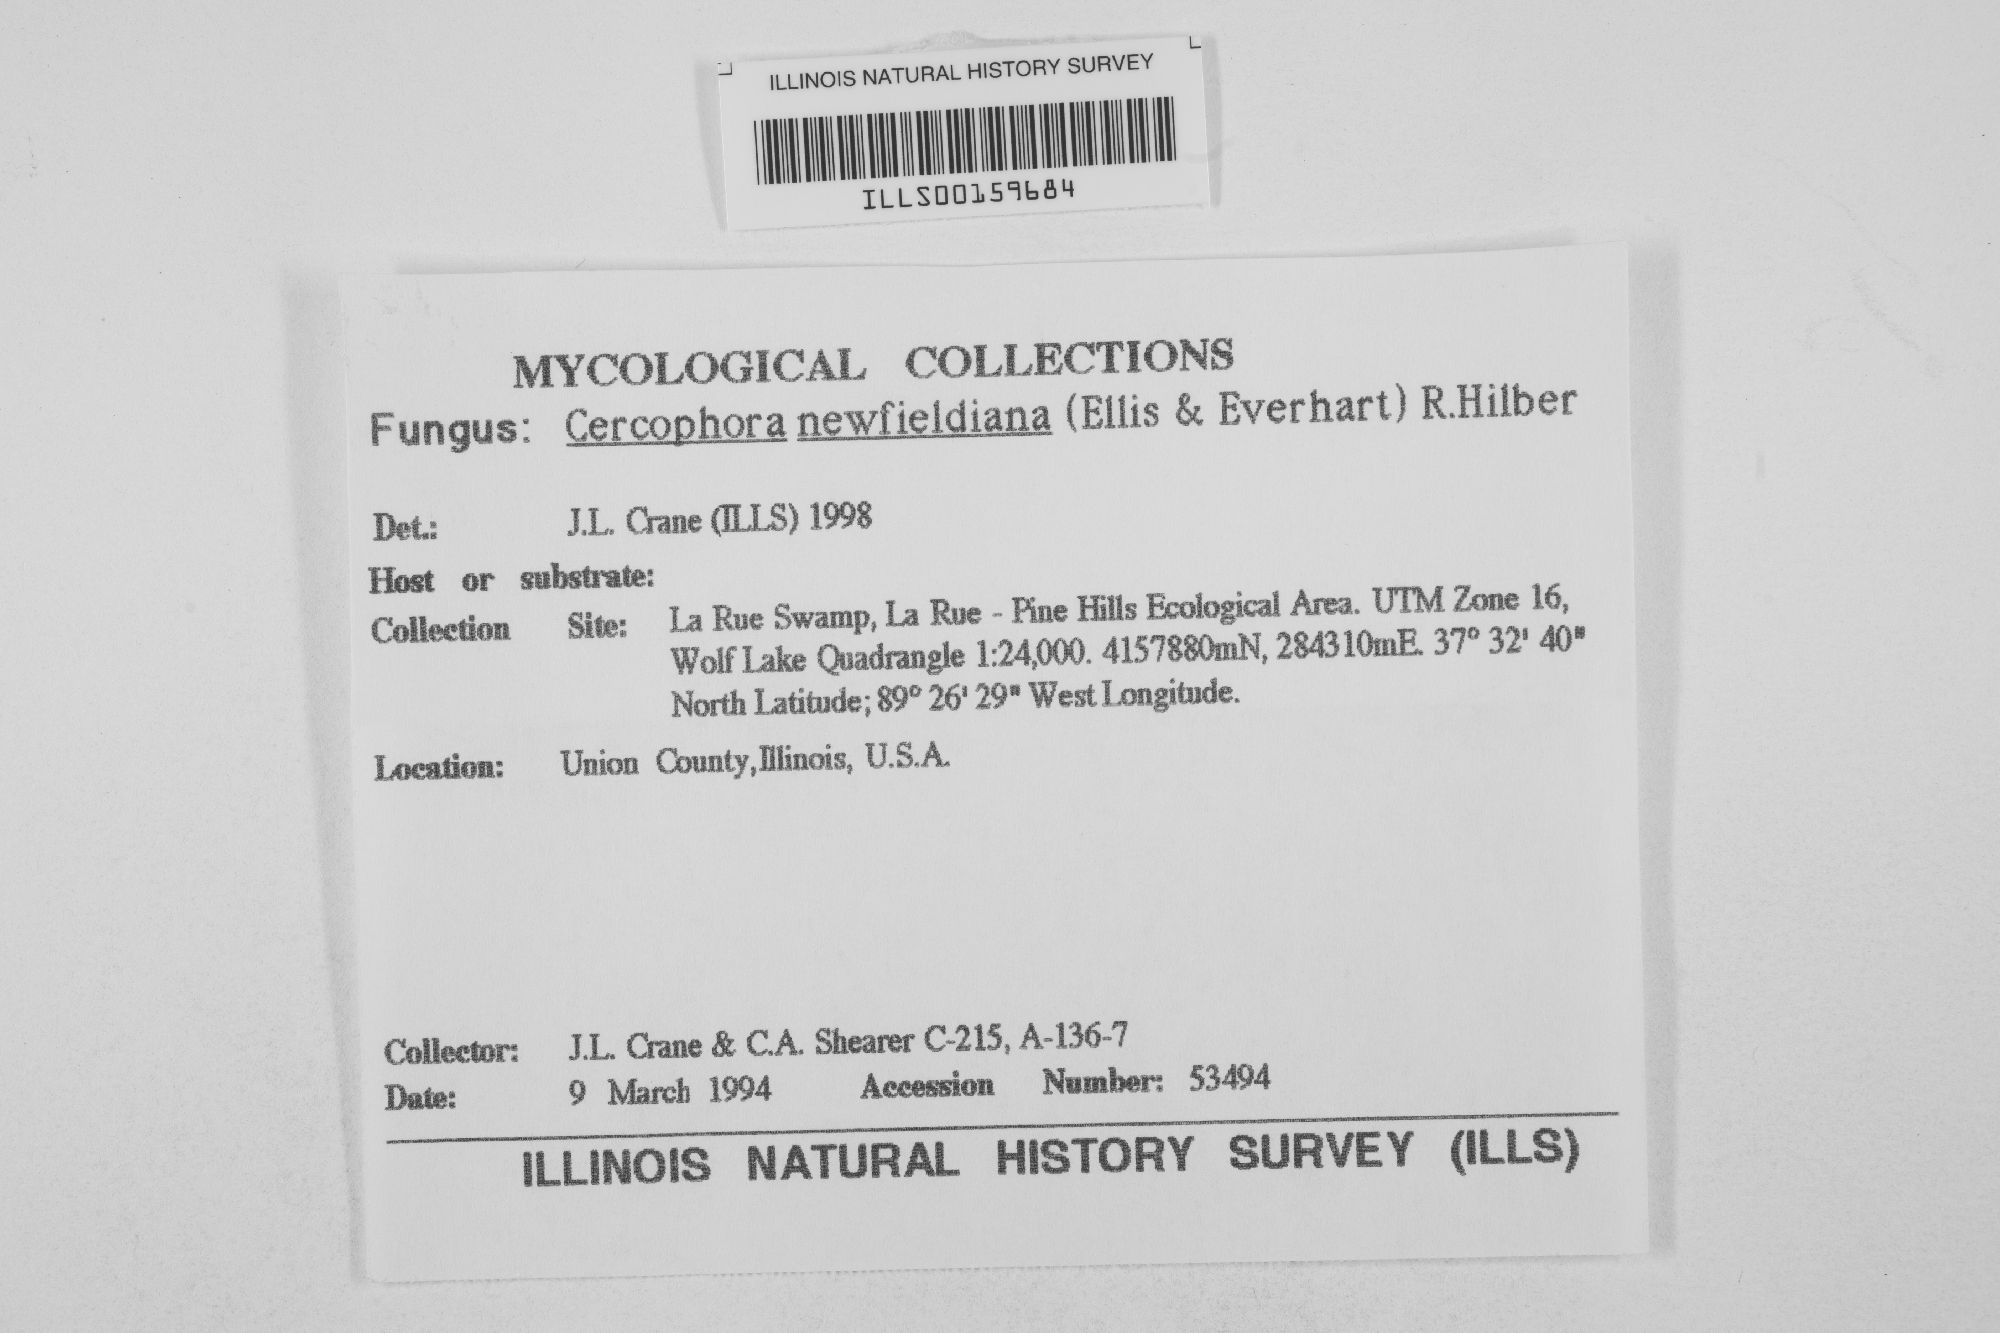 ILLINOIS NATURAL HISTORY SURVEY
ILLS00159684
MYCOLOGICAL COLLECTIONS
Fungus: Cercophora newfieldiana (Ellis & Everhart) R.Hilber
Det.: J.L. Crane (ILLS) 1998
Host or substrate:
Collection Site: La Rue Swamp, La Rue - Pine Hills Ecological Area. UTM Zone 16,
Wolf Lake Quadrangle 1:24,000. 4157880mN, 284310mE. 37° 32' 40"
North Latitude; 89° 26' 29" West Longitude.
Location: Union County, Illinois, U.S.A.
Collector: J.L. Crane & C.A. Shearer C-215, A-136-7
Date: 9 March 1994 Accession Number: 53494
ILLINOIS NATURAL HISTORY SURVEY (ILLS)